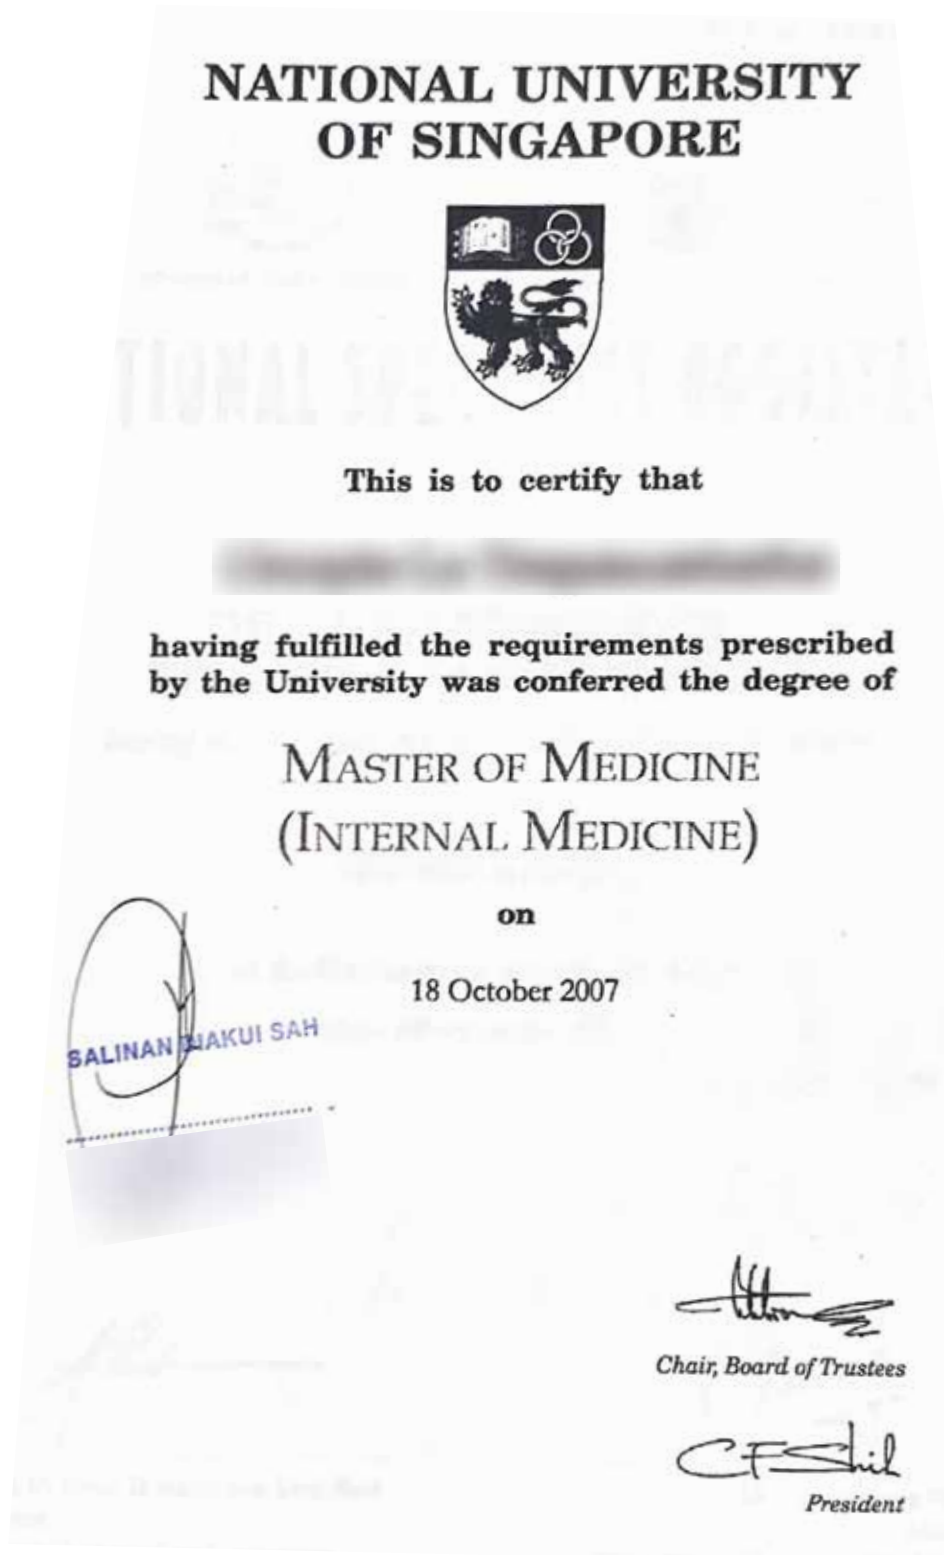 NATIONAL UNIVERSITY
OF SINGAPORE
This is to certify that
having fulfilled the requirements prescribed
by the University was conferred the degree of
MASTER OF MEDICINE
(INTERNAL MEDICINE)
on
18 October 2007
SALINAN DIAKUI SAH
Chair, Board of Trustees
C F Shih
President